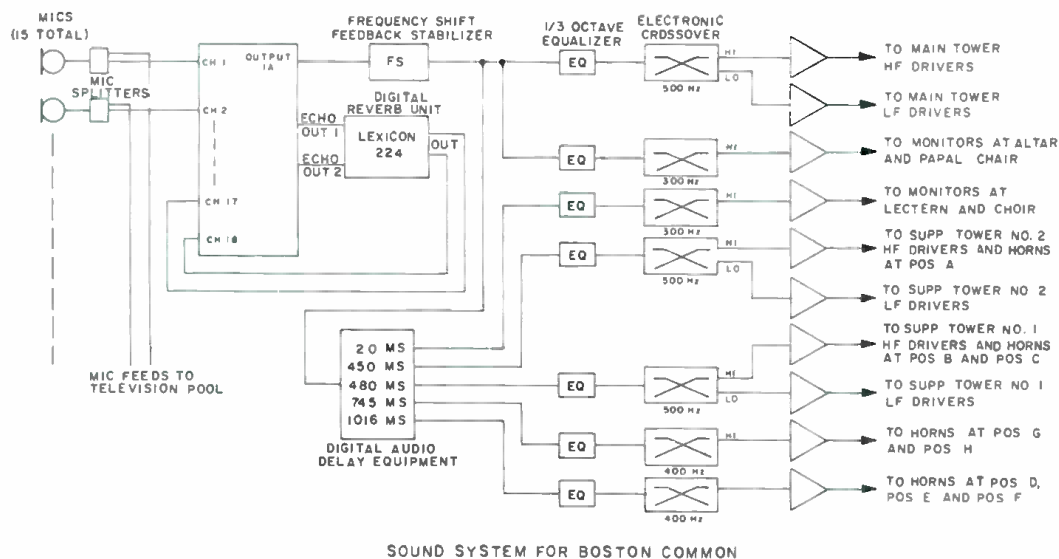 MICS
(15 TOTAL)
MIC
SPLITTERS
MIC FEEDS TO
TELEVISION POOL
CH 1
CH 2
CH 17
CH 18
OUTPUT
1A
ECHO
OUT 1
ECHO
OUT 2
FREQUENCY SHIFT
FEEDBACK STABILIZER
FS
DIGITAL
REVERB UNIT
LEXICON
224
OUT
20 MS
450 MS
480 MS
745 MS
1016 MS
DIGITAL AUDIO
DELAY EQUIPMENT
1/3 OCTAVE
EQUALIZER
EQ
EQ
EQ
EQ
EQ
EQ
EQ
ELECTRONIC
CROSSOVER
HI
LO
500 Hz
HI
300 Hz
HI
300 Hz
HI
LO
500 Hz
HI
LO
500 Hz
HI
400 Hz
400 Hz
TO MAIN TOWER
HF DRIVERS
TO MAIN TOWER
LF DRIVERS
TO MONITORS AT ALTAR
AND PAPAL CHAIR
TO MONITORS AT
LECTERN AND CHOIR
TO SUPP TOWER NO. 2
HF DRIVERS AND HORNS
AT POS A
TO SUPP TOWER NO 2
LF DRIVERS
TO SUPP TOWER NO. 1
HF DRIVERS AND HORNS
AT POS B AND POS C
TO SUPP TOWER NO 1
LF DRIVERS
TO HORNS AT POS G
AND POS H
TO HORNS AT POS D,
POS E AND POS F
SOUND SYSTEM FOR BOSTON COMMON